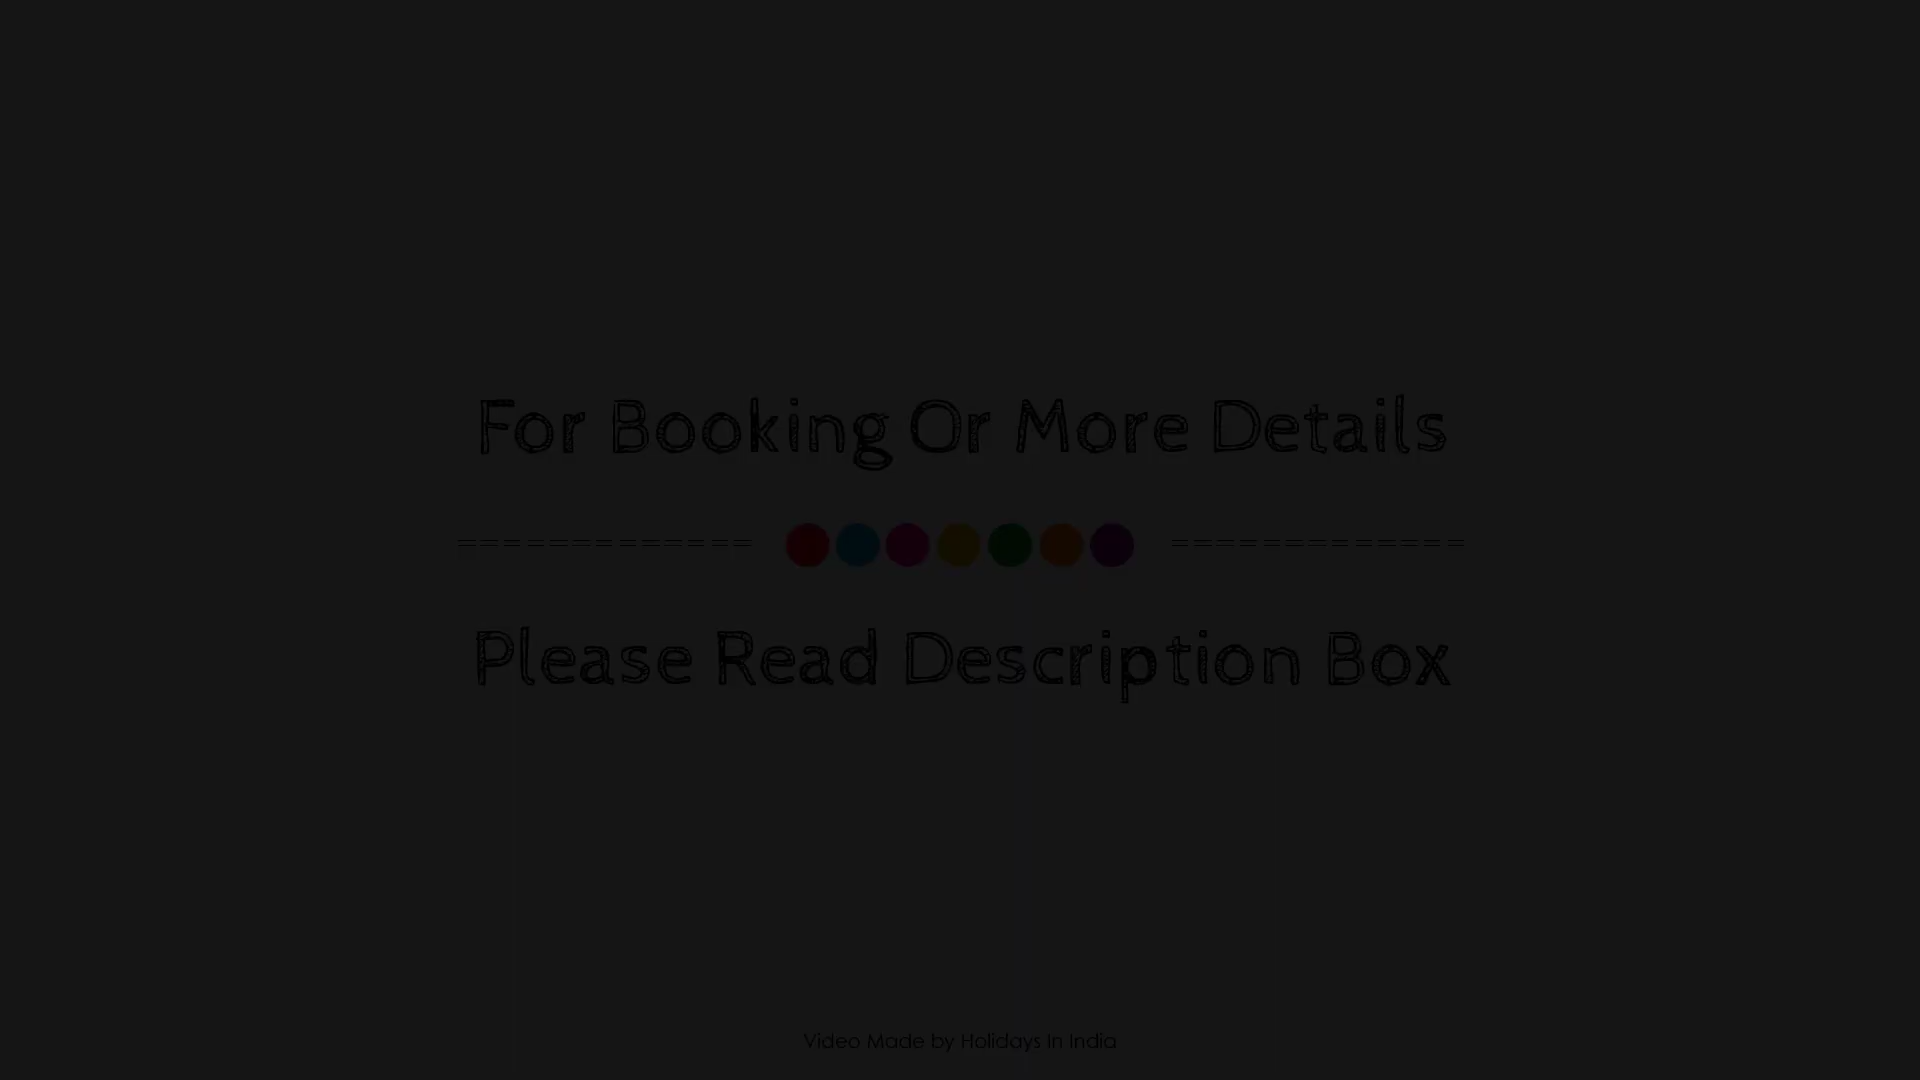 For Booking Or More Details
============= =============
Please Read Description Box
Video Made by Holidays In India